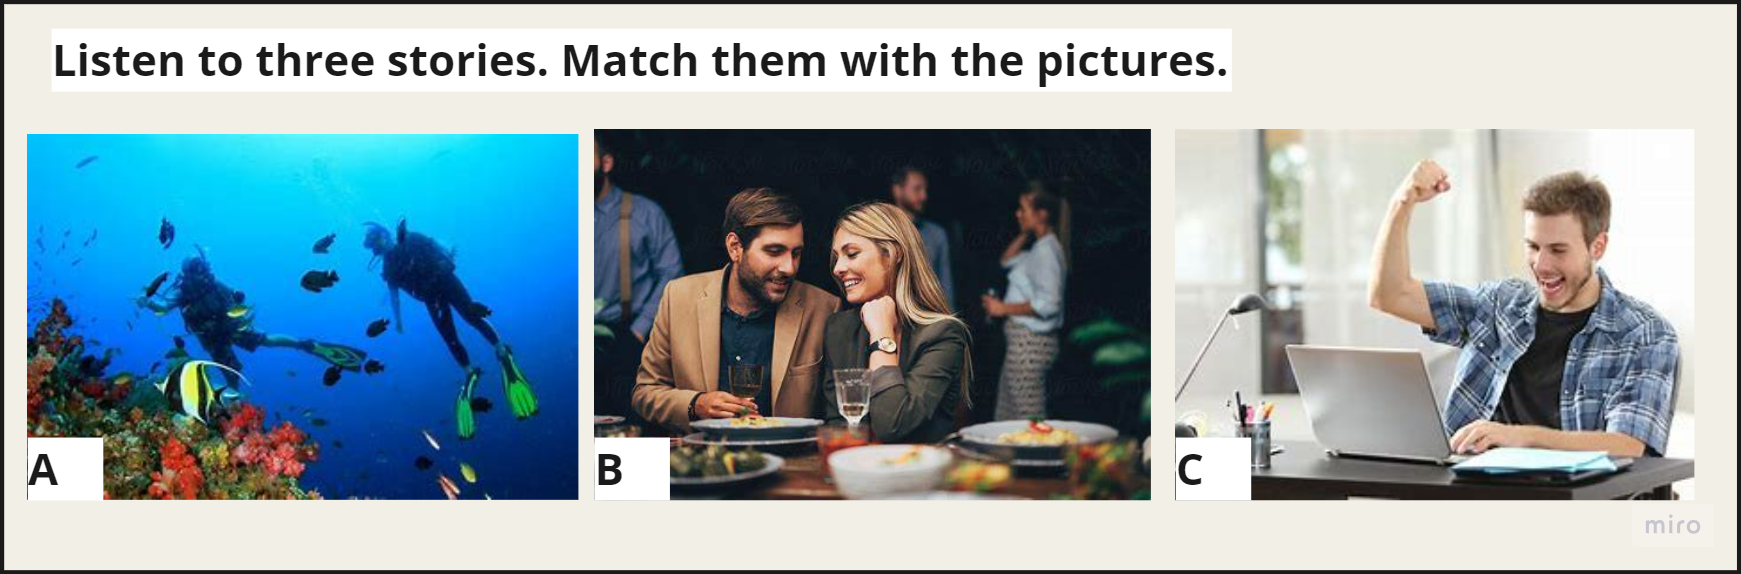 Listen to three stories. Match them with the pictures.
A
B
C
miro